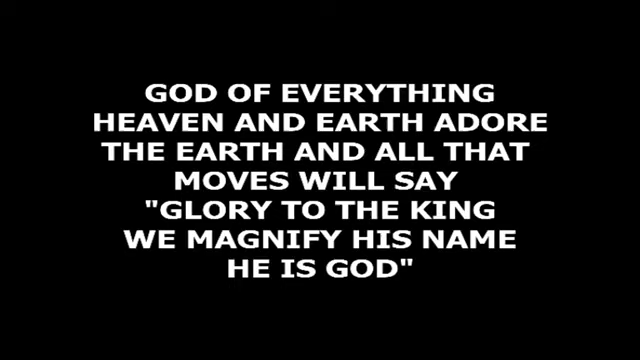 GOD OF EVERYTHING
HEAVEN AND EARTH ADORE
THE EARTH AND ALL THAT
MOVES WILL SAY
"GLORY TO THE KING
WE MAGNIFY HIS NAME
HE IS GOD"